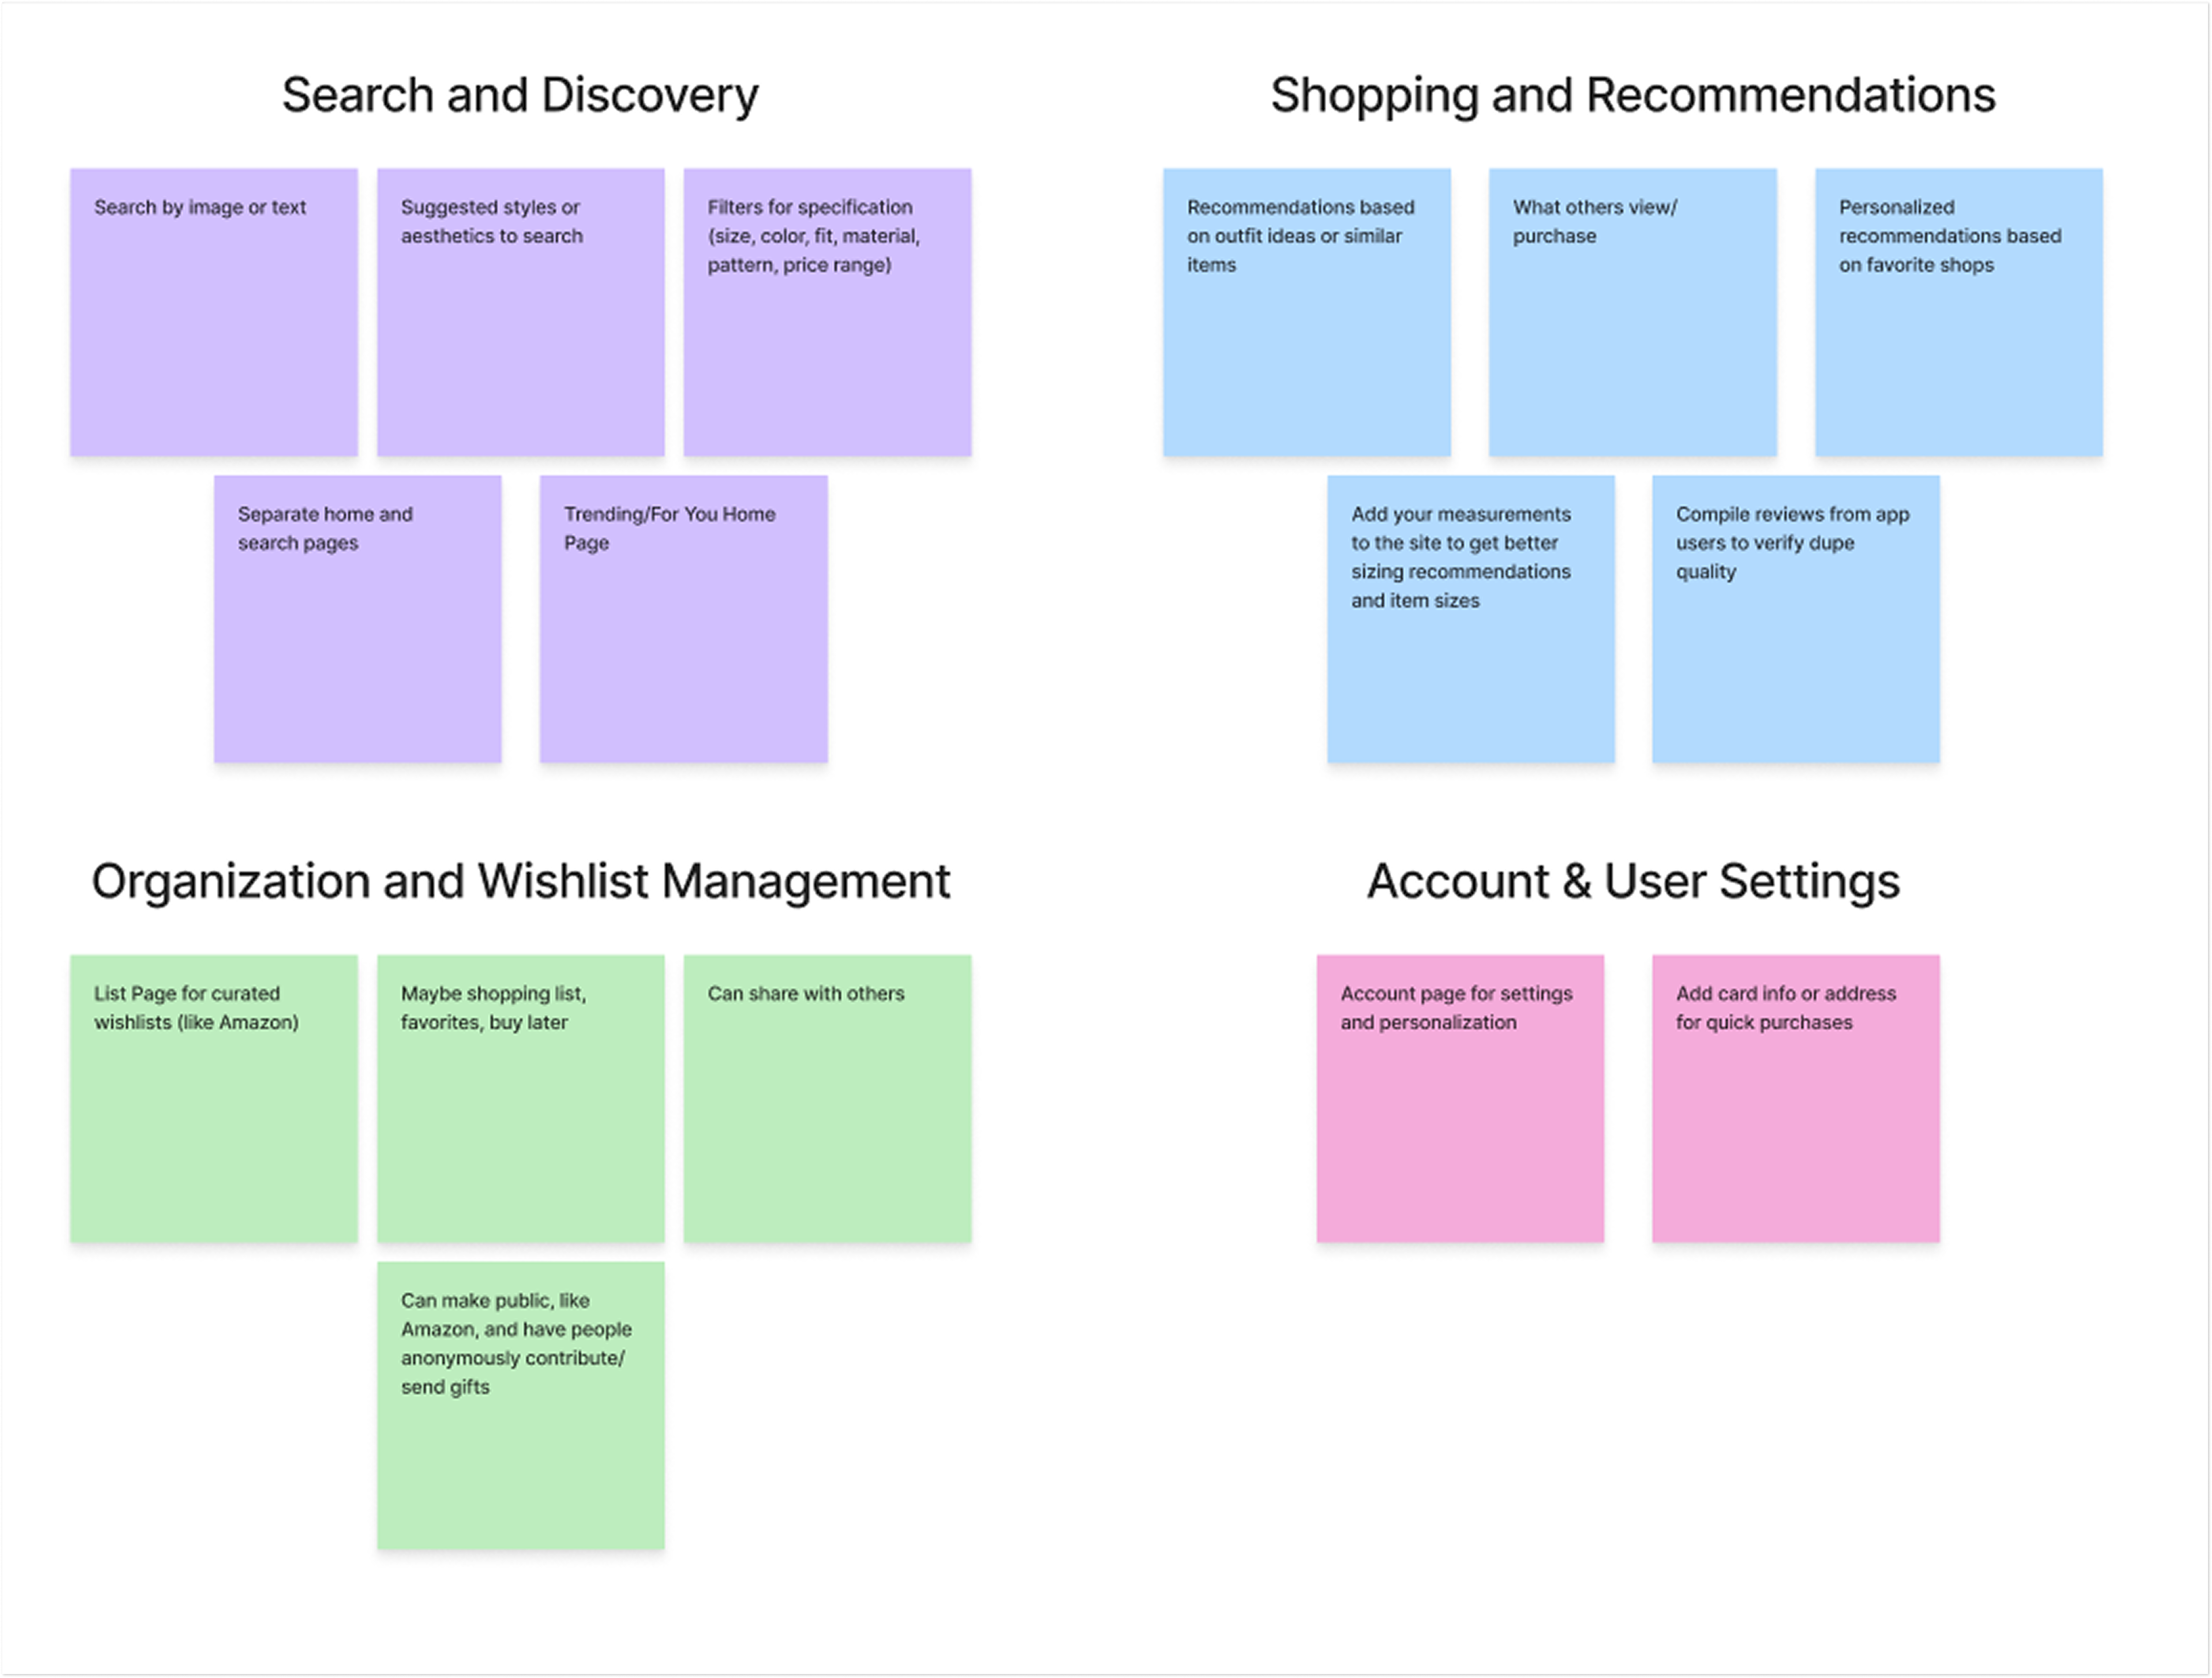 Search and Discovery
Search by image or text
Suggested styles or
aesthetics to search
Filters for specification
(size, color, fit, material,
pattern, price range)
Separate home and
search pages
Trending/For You Home
Page
Shopping and Recommendations
Recommendations based
on outfit ideas or similar
items
What others view/
purchase
Personalized
recommendations based
on favorite shops
Add your measurements
to the site to get better
sizing recommendations
and item sizes
Compile reviews from app
users to verify dupe
quality
Organization and Wishlist Management
List Page for curated
wishlists (like Amazon)
Maybe shopping list,
favorites, buy later
Can share with others
Can make public, like
Amazon, and have people
anonymously contribute/
send gifts
Account & User Settings
Account page for settings
and personalization
Add card info or address
for quick purchases